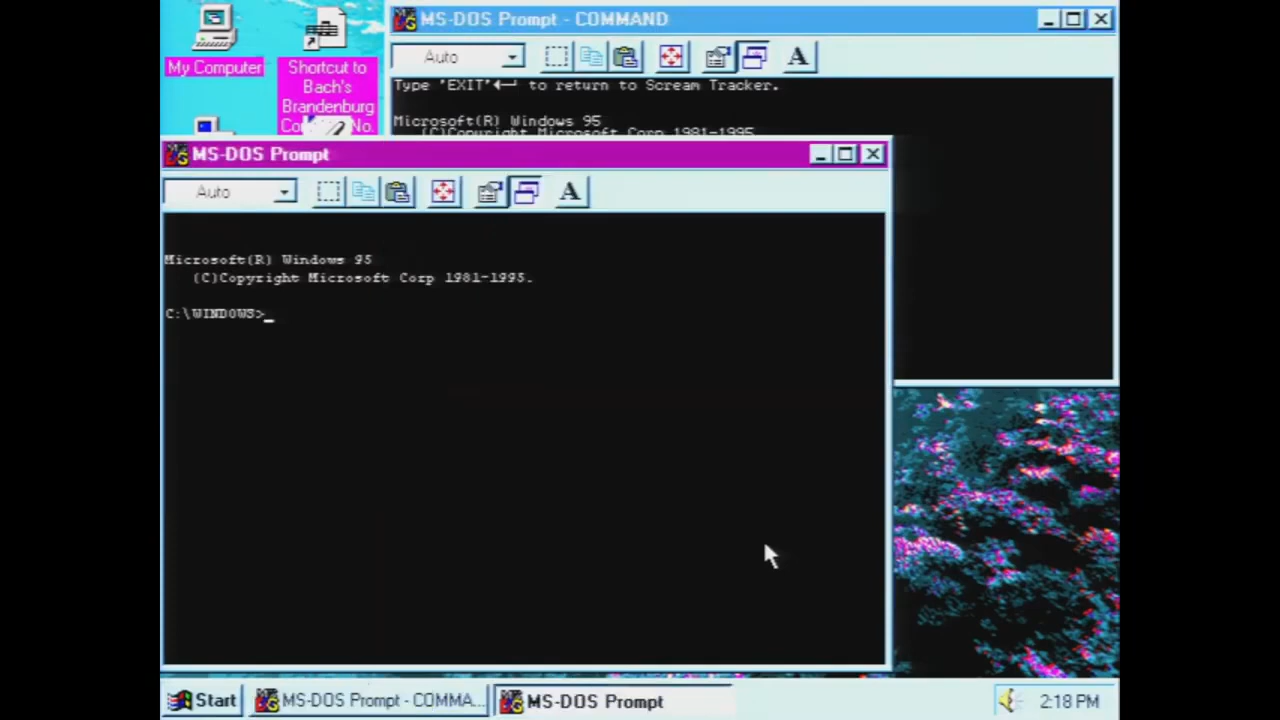 My Computer
Shortcut to
Bach's
Brandenburg
No.
MS-DOS Prompt - COMMAND
Auto
A
Type 'EXIT' to return to Scream Tracker.
Microsoft(R) Windows 95
(C)Copyright Microsoft Corp 1981-1995
MS-DOS Prompt
Auto
A
Microsoft(R) Windows 95
(C)Copyright Microsoft Corp 1981-1995.
C:\WINDOWS>_
Start
MS-DOS Prompt - COMMA...
MS-DOS Prompt
2:18 PM